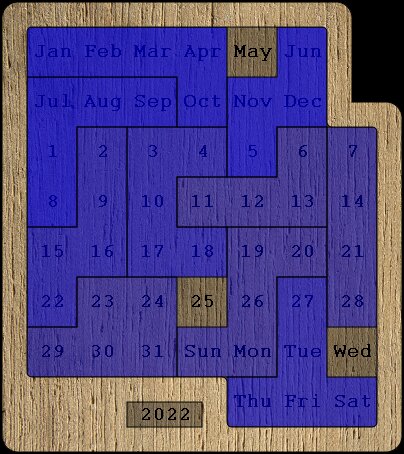 Jan Feb Mar Apr May Jun
Jul Aug Sep Oct Nov Dec
1 2 3 4 5 6 7
8 9 10 11 12 13 14
15 16 17 18 19 20 21
22 23 24 25 26 27 28
29 30 31 Sun Mon Tue Wed
Thu Fri Sat
2022